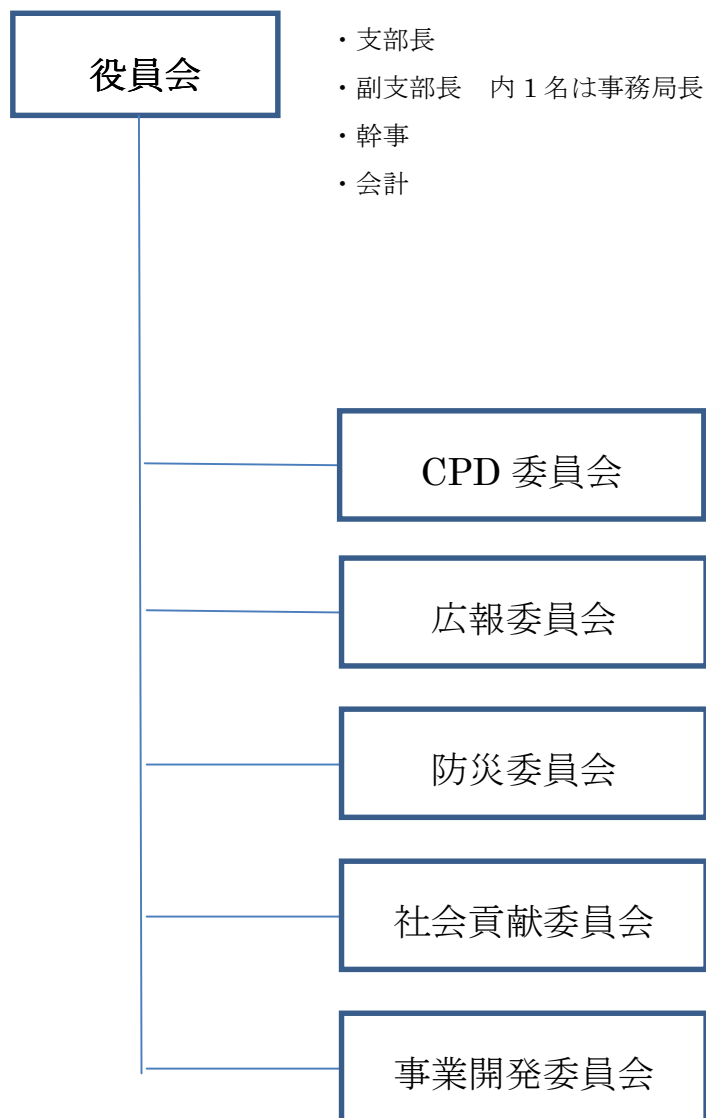 役員会
・支部長
・副支部長　内 1 名は事務局長
・幹事
・会計
CPD 委員会
広報委員会
防災委員会
社会貢献委員会
事業開発委員会